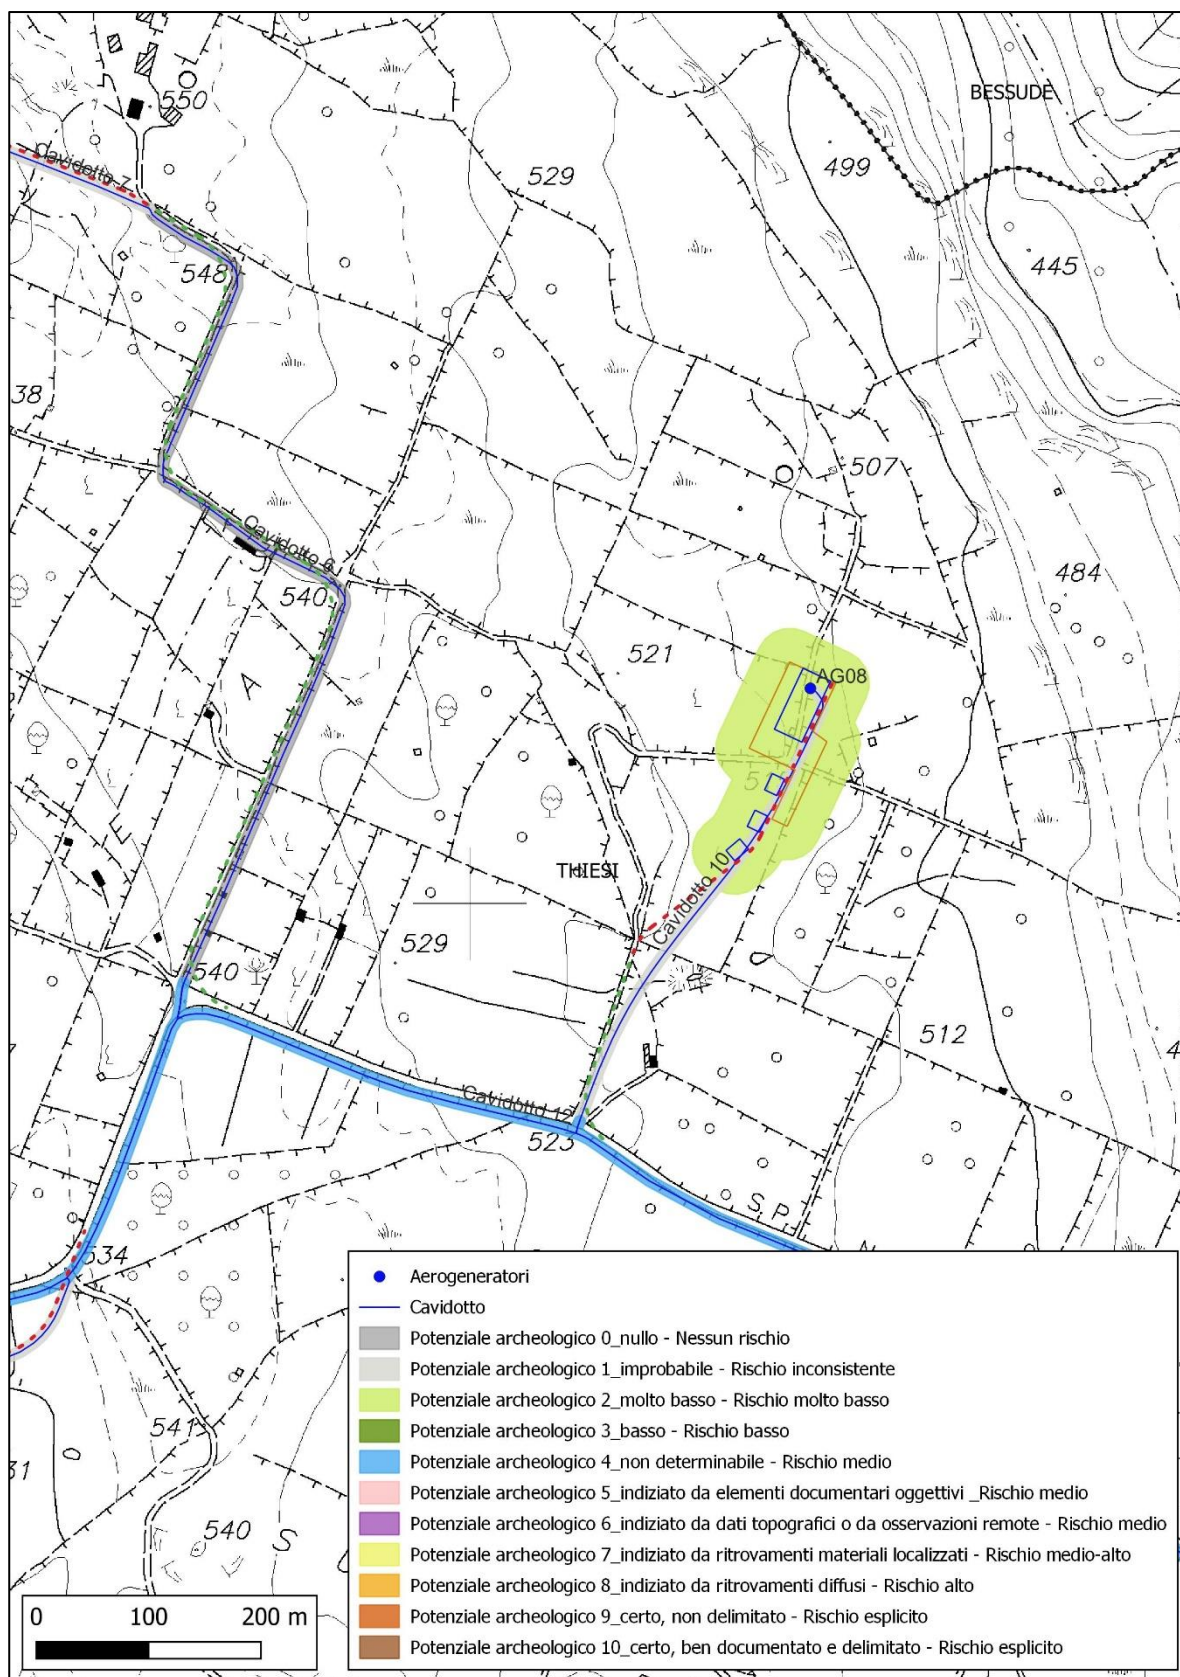 550
BESSUDE
Cavidotto 7
529
499
548
445
38
507
Cavidotto 6
484
540
521
AG08
A
THIESI
Cavidotto 10
E
529
540
512
Cavidotto 12
523
S. P.
534
Aerogeneratori
Cavidotto
Potenziale archeologico 0_nullo - Nessun rischio
Potenziale archeologico 1_improbabile - Rischio inconsistente
Potenziale archeologico 2_molto basso - Rischio molto basso
541
Potenziale archeologico 3_basso - Rischio basso
31
Potenziale archeologico 4_non determinabile - Rischio medio
Potenziale archeologico 5_indiziato da elementi documentari oggettivi _Rischio medio
540
S
Potenziale archeologico 6_indiziato da dati topografici o da osservazioni remote - Rischio medio
Potenziale archeologico 7_indiziato da ritrovamenti materiali localizzati - Rischio medio-alto
Potenziale archeologico 8_indiziato da ritrovamenti diffusi - Rischio alto
0 100 200 m
Potenziale archeologico 9_certo, non delimitato - Rischio esplicito
Potenziale archeologico 10_certo, ben documentato e delimitato - Rischio esplicito